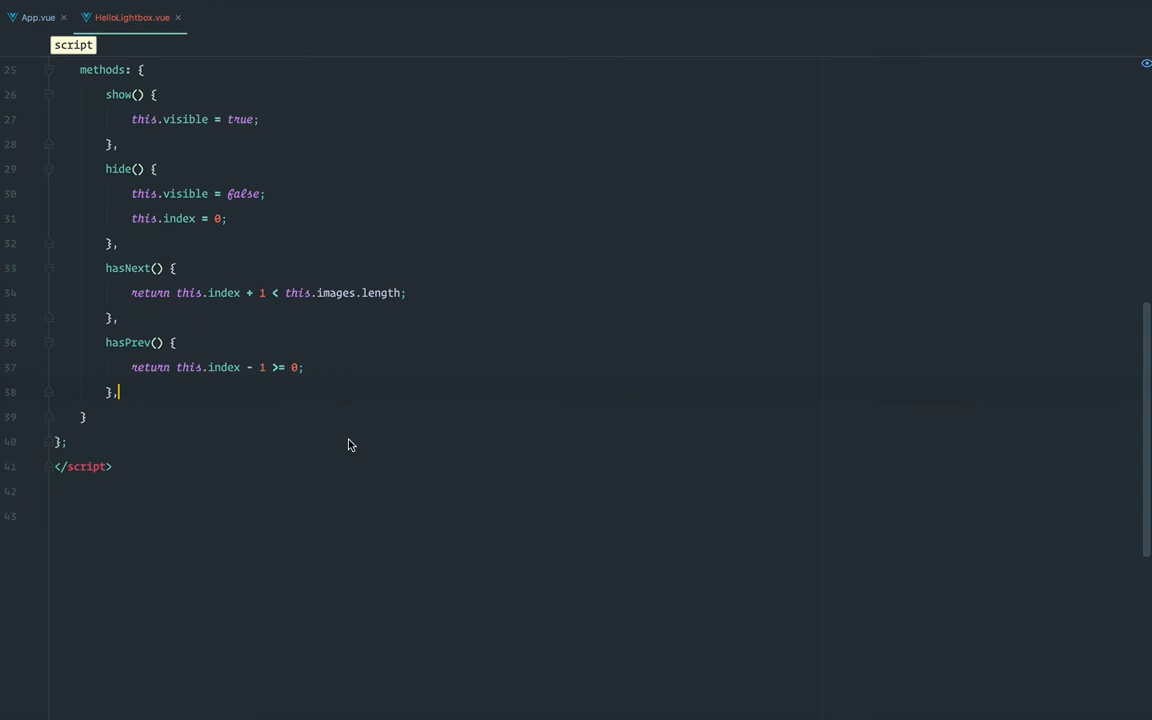 App.vue HelloLightbox.vue
script
25 methods: {
26 show() {
27 this.visible = true;
28 },
29 hide() {
30 this.visible = false;
31 this.index = 0;
32 },
33 hasNext() {
34 return this.index + 1 < this.images.length;
35 },
36 hasPrev() {
37 return this.index - 1 >= 0;
38 },
39 }
40 };
41 </script>
42
43